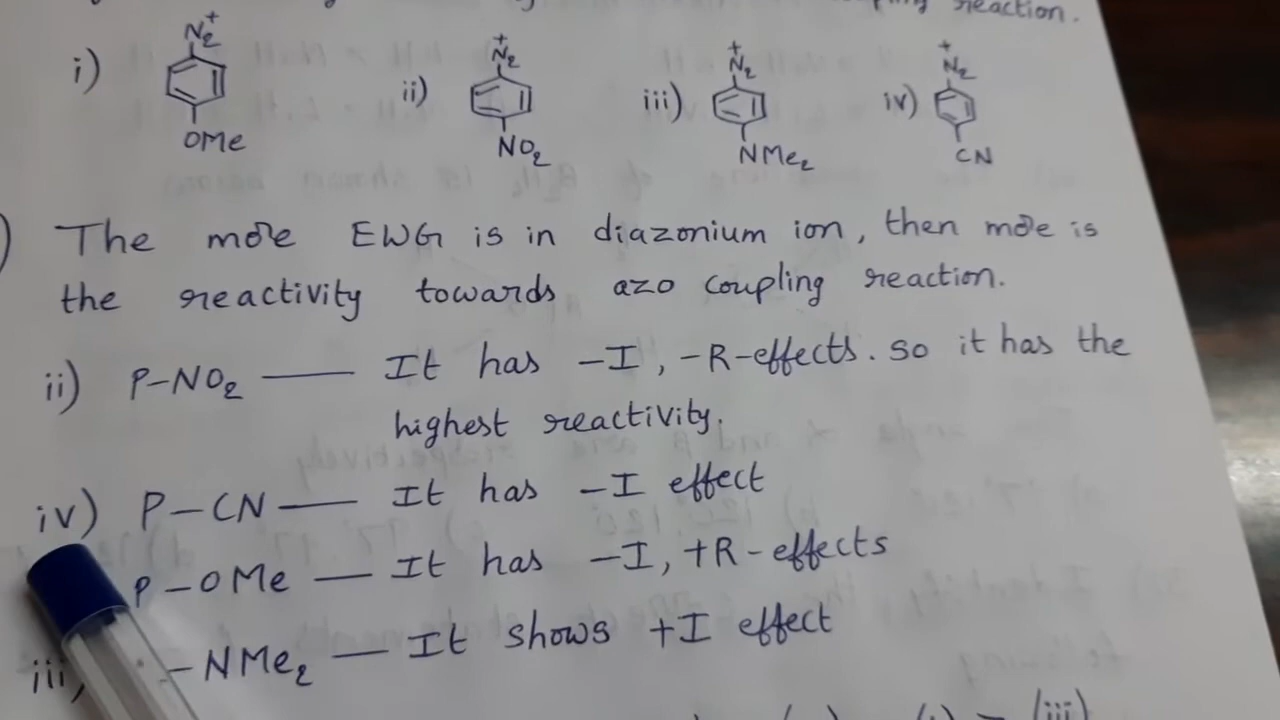 reaction.
i) N2+ OMe ii) N2+ NO2 iii) N2+ NMe2 iv) N2+ CN
The more EWG is in diazonium ion, then more is
the reactivity towards azo coupling reaction.
ii) P-NO2 — It has -I, -R-effects. so it has the
highest reactivity.
iv) P-CN — It has -I effect
P-OMe — It has -I, +R-effects
iii) -NMe2 — It shows +I effect
(iii)